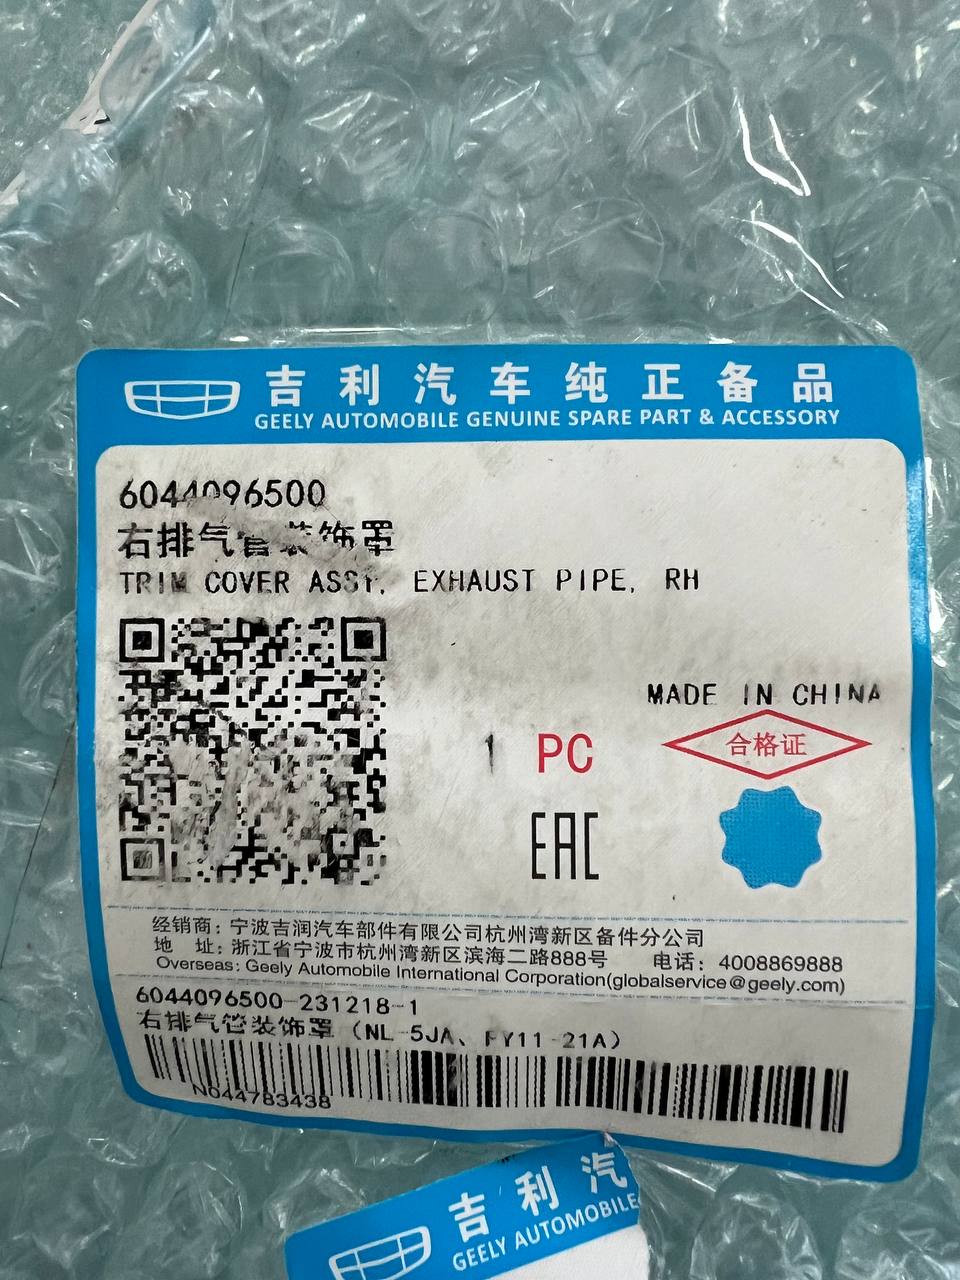 吉利汽车纯正备品
GEELY AUTOMOBILE GENUINE SPARE PART & ACCESSORY
6044096500
右排气管装饰罩
TRIM COVER ASSY, EXHAUST PIPE, RH
MADE IN CHINA
1 PC
合格证
EAC
经销商：宁波吉润汽车部件有限公司杭州湾新区备件分公司
地 址：浙江省宁波市杭州湾新区滨海二路888号 电话：4008869888
Overseas: Geely Automobile International Corporation(globalservice@geely.com)
6044096500-231218-1
右排气管装饰罩（NL-5JA、FY11-21A）
N044783438
吉利汽
GEELY AUTOMOBILE